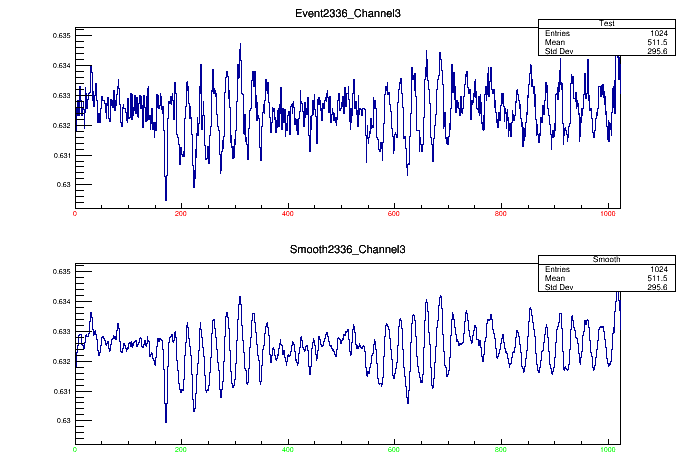 Event2336_Channel3
Test
Entries 1024
Mean 511.5
Std Dev 295.6
0.635
0.634
0.633
0.632
0.631
0.63
0 200 400 600 800 1000
Smooth2336_Channel3
Smooth
Entries 1024
Mean 511.5
Std Dev 295.6
0.635
0.634
0.633
0.632
0.631
0.63
0 200 400 600 800 1000